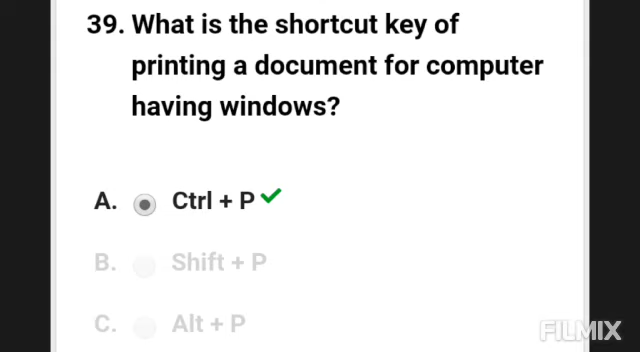 39. What is the shortcut key of
printing a document for computer
having windows?
A. Ctrl + P
B. Shift + P
C. Alt + P
FILMIX